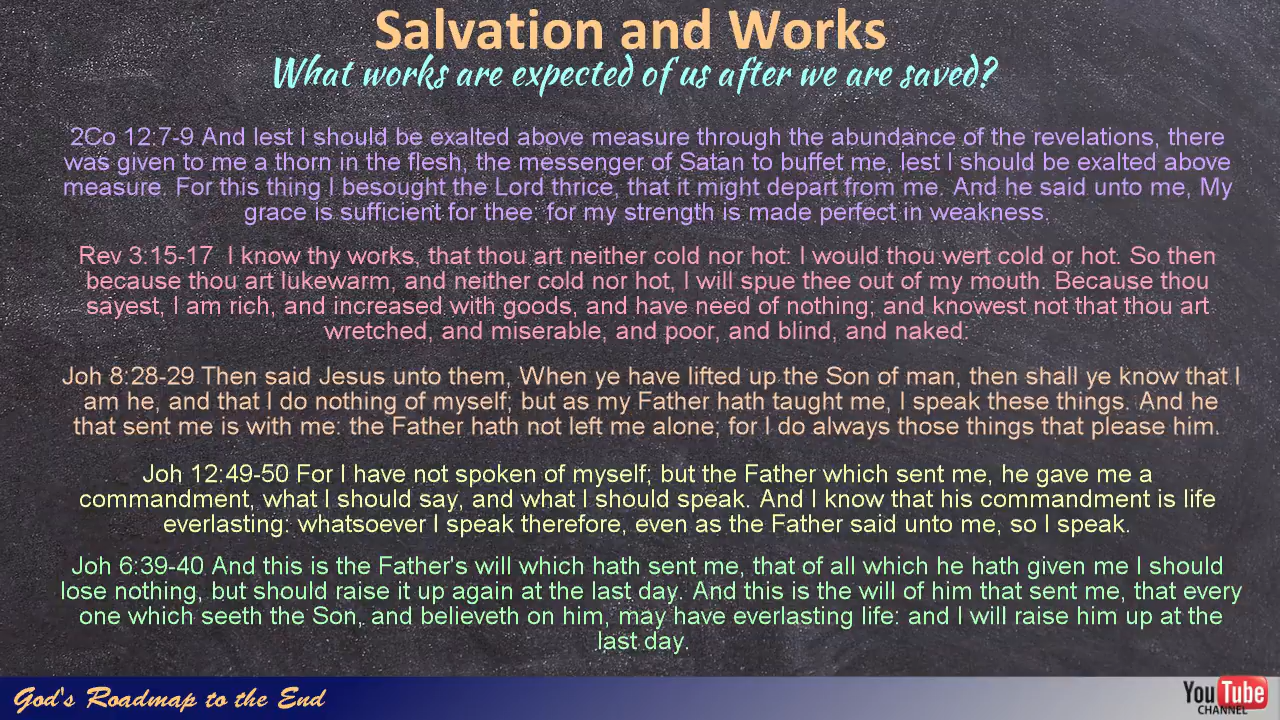 Salvation and Works
What works are expected of us after we are saved?
2Co 12:7-9 And lest I should be exalted above measure through the abundance of the revelations, there
was given to me a thorn in the flesh, the messenger of Satan to buffet me, lest I should be exalted above
measure. For this thing I besought the Lord thrice, that it might depart from me. And he said unto me, My
grace is sufficient for thee: for my strength is made perfect in weakness.
Rev 3:15-17 I know thy works, that thou art neither cold nor hot: I would thou wert cold or hot. So then
because thou art lukewarm, and neither cold nor hot, I will spue thee out of my mouth. Because thou
sayest, I am rich, and increased with goods, and have need of nothing; and knowest not that thou art
wretched, and miserable, and poor, and blind, and naked:
Joh 8:28-29 Then said Jesus unto them, When ye have lifted up the Son of man, then shall ye know that I
am he, and that I do nothing of myself; but as my Father hath taught me, I speak these things. And he
that sent me is with me: the Father hath not left me alone; for I do always those things that please him.
Joh 12:49-50 For I have not spoken of myself; but the Father which sent me, he gave me a
commandment, what I should say, and what I should speak. And I know that his commandment is life
everlasting: whatsoever I speak therefore, even as the Father said unto me, so I speak.
Joh 6:39-40 And this is the Father's will which hath sent me, that of all which he hath given me I should
lose nothing, but should raise it up again at the last day. And this is the will of him that sent me, that every
one which seeth the Son, and believeth on him, may have everlasting life: and I will raise him up at the
last day.
God's Roadmap to the End
YouTube
CHANNEL